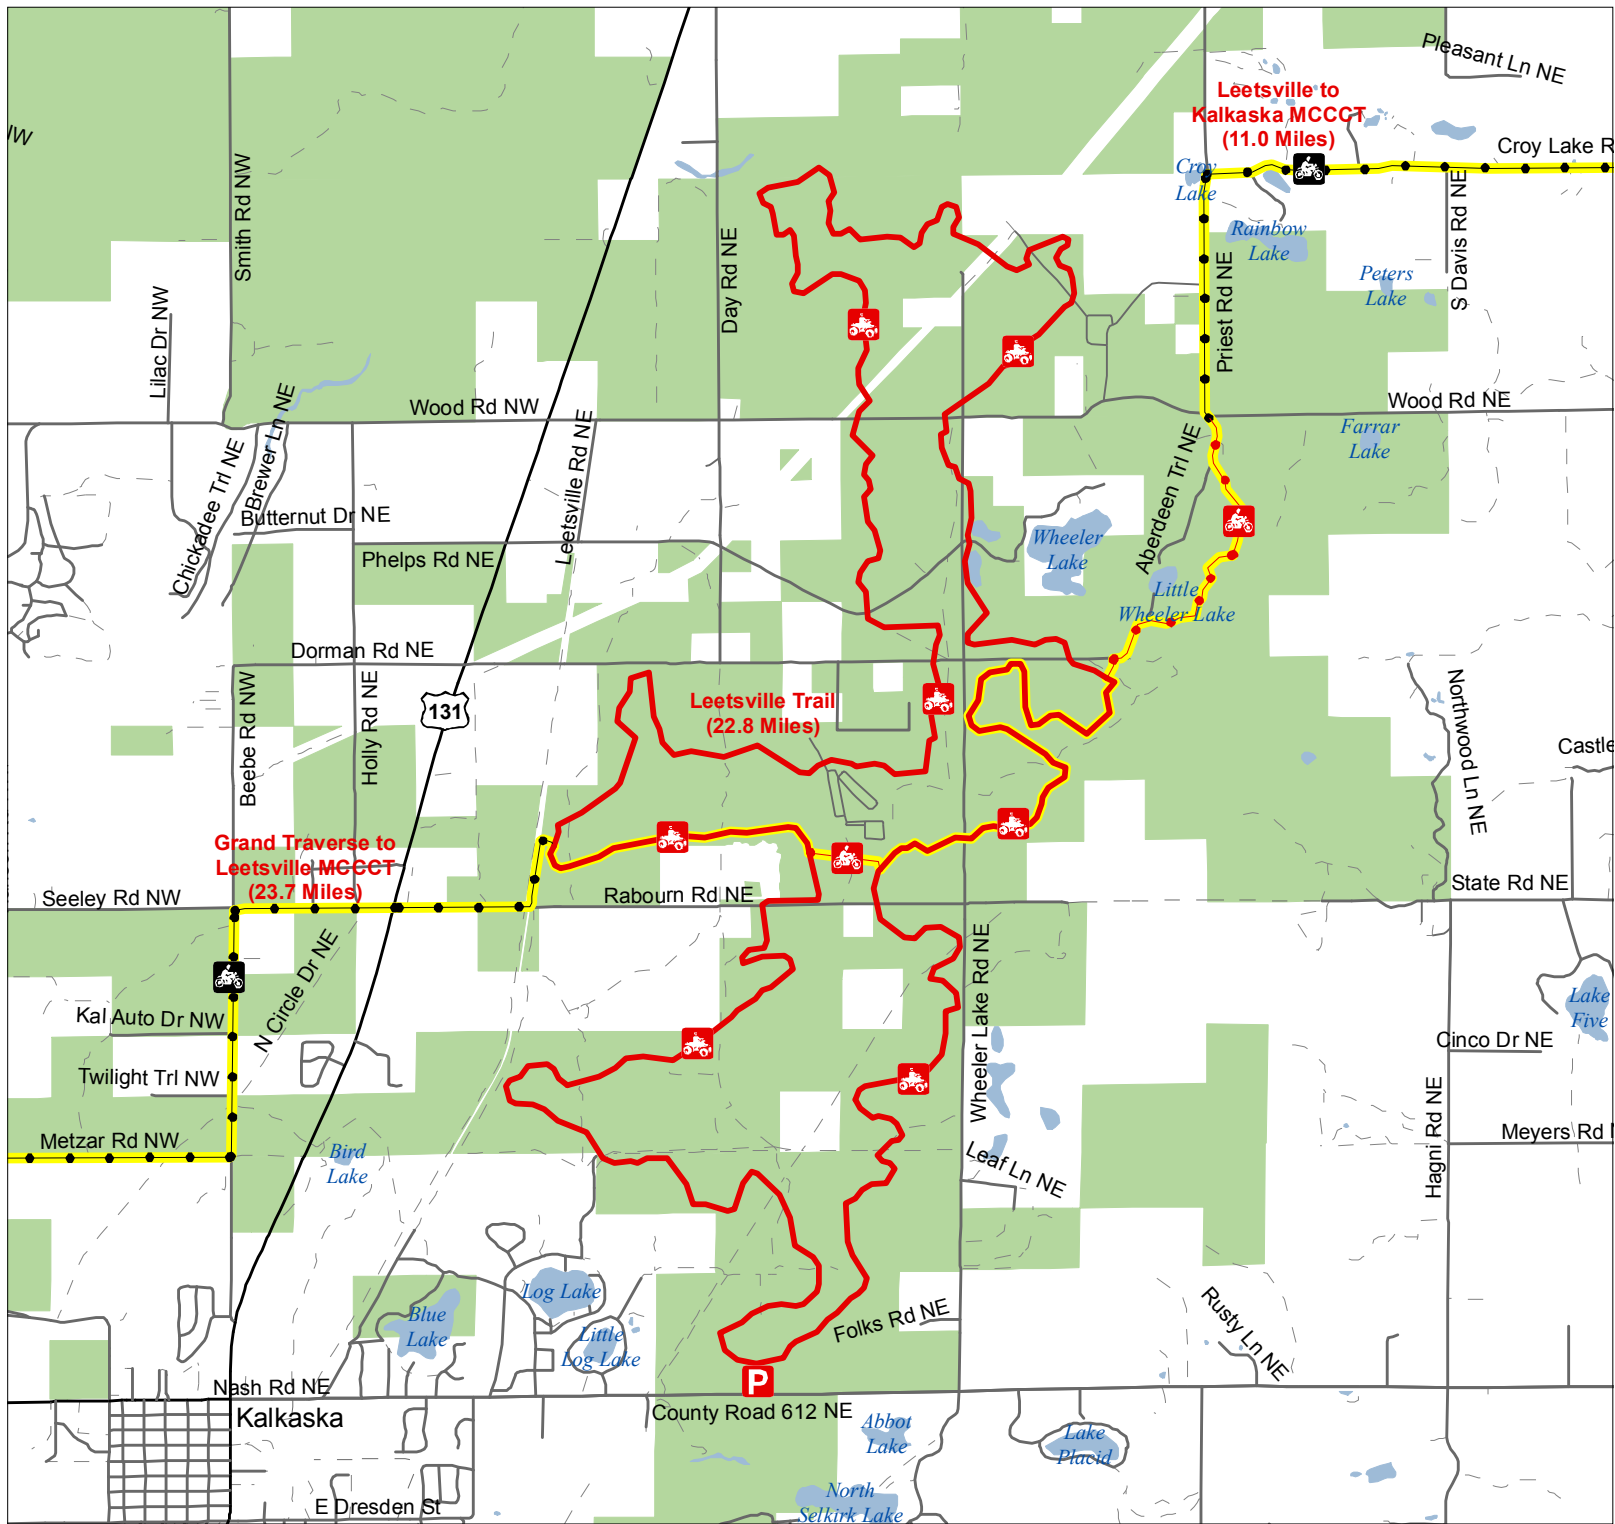 Pleasant Ln NE
Leetsville to
Kalkaska MCCCT
(11.0 Miles)
Croy Lake R
Croy
Lake
Smith Rd NW
Day Rd NE
Rainbow
Lake
Priest Rd NE
Peters
Lake
S Davis Rd NE
Lilac Dr NW
Wood Rd NW
Wood Rd NE
Farrar
Lake
Chickadee Trl NE
Brewer Ln NE
Leetsville Rd NE
Aberdeen Trl NE
Butternut Dr NE
Phelps Rd NE
Wheeler
Lake
Little
Wheeler Lake
Dorman Rd NE
Beebe Rd NW
Holly Rd NE
131
Leetsville Trail
(22.8 Miles)
Northwood Ln NE
Castle
Grand Traverse to
Leetsville MCCCT
(23.7 Miles)
Seeley Rd NW
Rabourn Rd NE
State Rd NE
N Circle Dr NE
Wheeler Lake Rd NE
Lake
Five
Kal Auto Dr NW
Cinco Dr NE
Twilight Trl NW
Hagni Rd NE
Metzar Rd NW
Meyers Rd
Bird
Lake
Leaf Ln NE
Log Lake
Blue
Lake
Little
Log Lake
Folks Rd NE
Rusty Ln NE
P
Nash Rd NE
Kalkaska
County Road 612 NE
Abbot
Lake
Lake
Placid
North
Selkirk Lake
E Dresden St